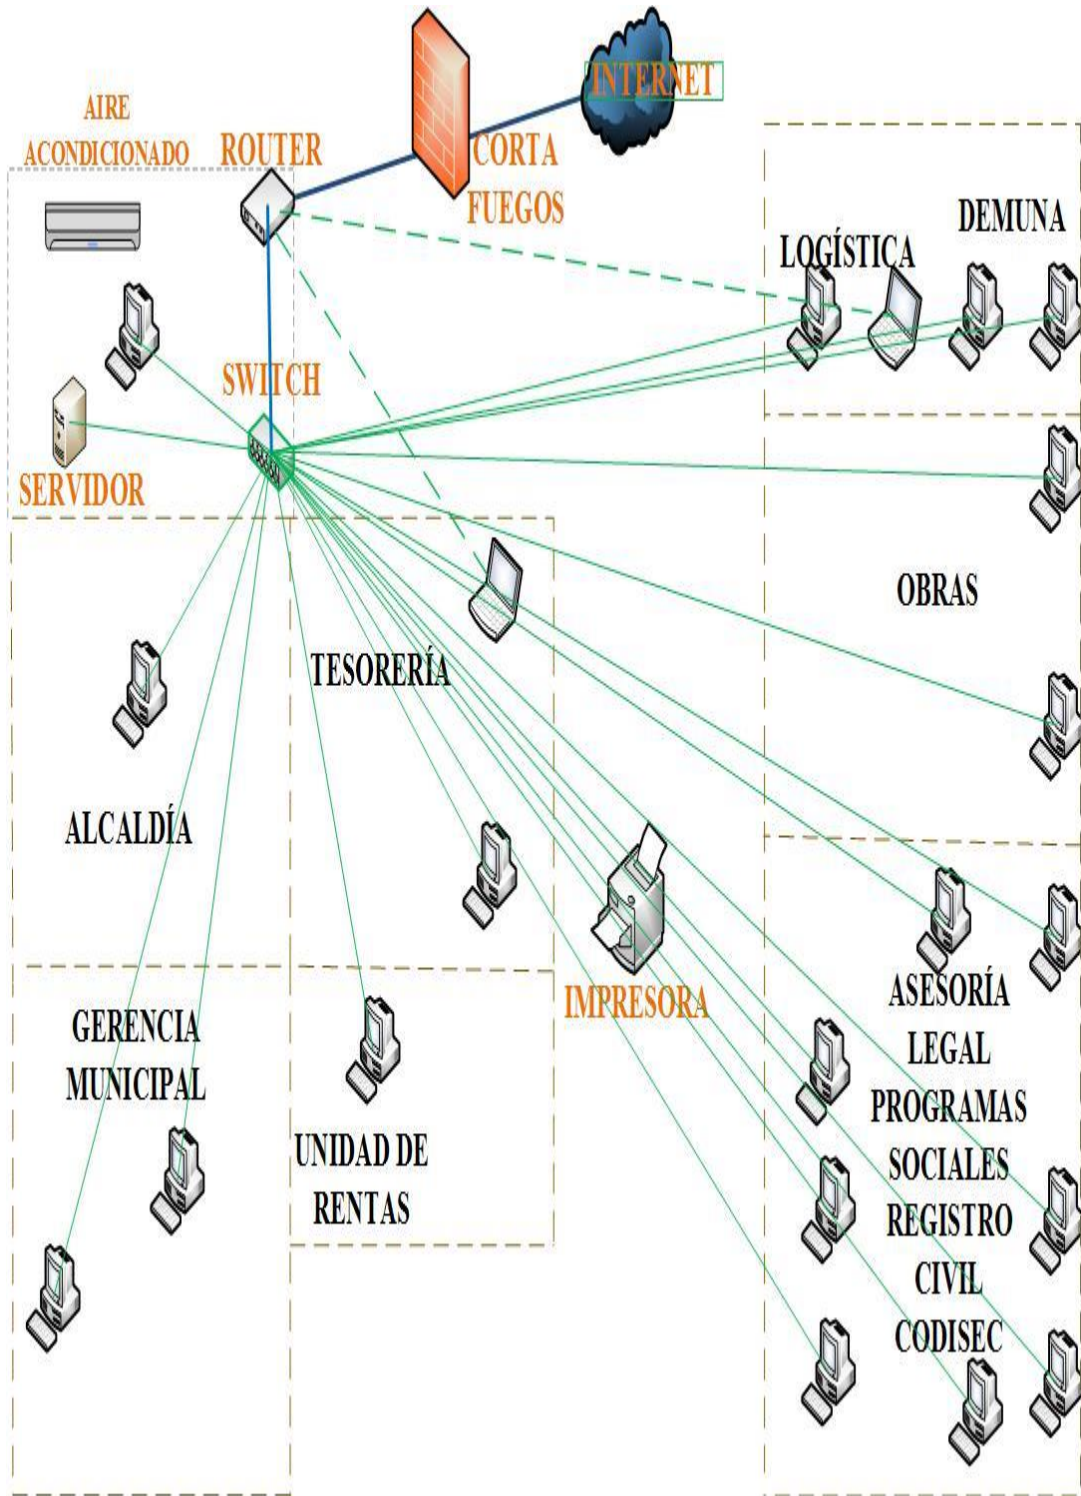 INTERNET
AIRE
ACONDICIONADO
ROUTER
CORTA
FUEGOS
DEMUNA
LOGÍSTICA
SWITCH
SERVIDOR
OBRAS
TESORERÍA
ALCALDÍA
ASESORÍA
LEGAL
PROGRAMAS
SOCIALES
REGISTRO
CIVIL
CODISEC
IMPRESORA
GERENCIA
MUNICIPAL
UNIDAD DE
RENTAS